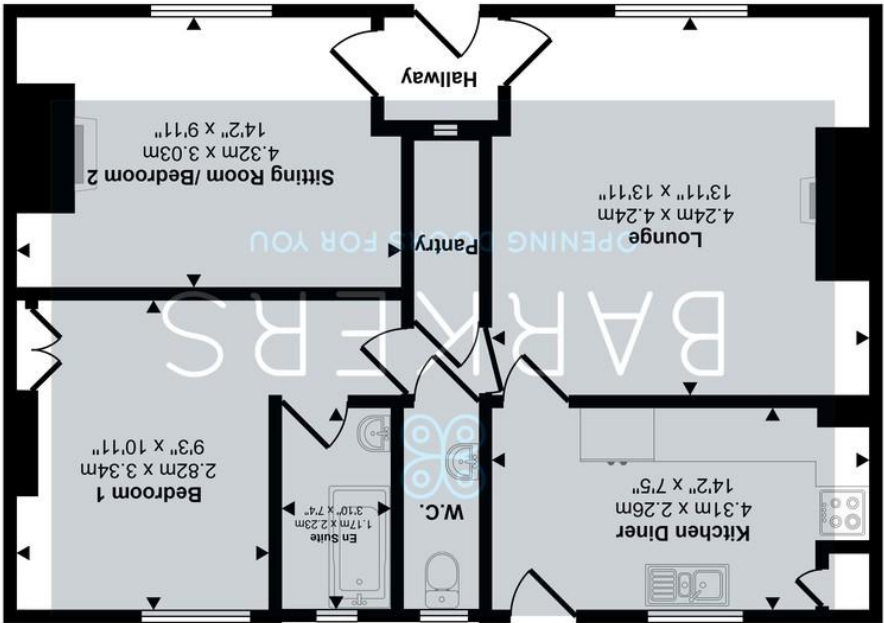 Kitchen Diner
4.31m x 2.26m
14'2" x 7'5"
W.C.
En Suite
1.17m x 2.23m
3'10" x 7'4"
Bedroom 1
2.82m x 3.34m
9'3" x 10'11"
BARKERS
OPENING DOORS FOR YOU
Lounge
4.24m x 4.24m
13'11" x 13'11"
Pantry
Sitting Room/Bedroom 2
4.32m x 3.03m
14'2" x 9'11"
Hallway